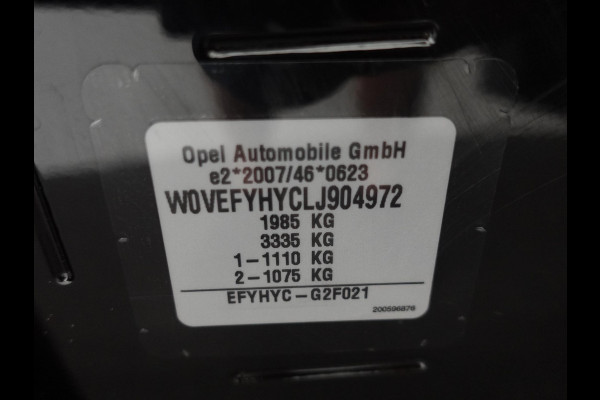 Opel Automobile GmbH
e2*2007/46*0623
W0VEFYHYCLJ904972
1985 KG
3335 KG
1-1110 KG
2-1075 KG
EFYHYC-G2F021
200596876